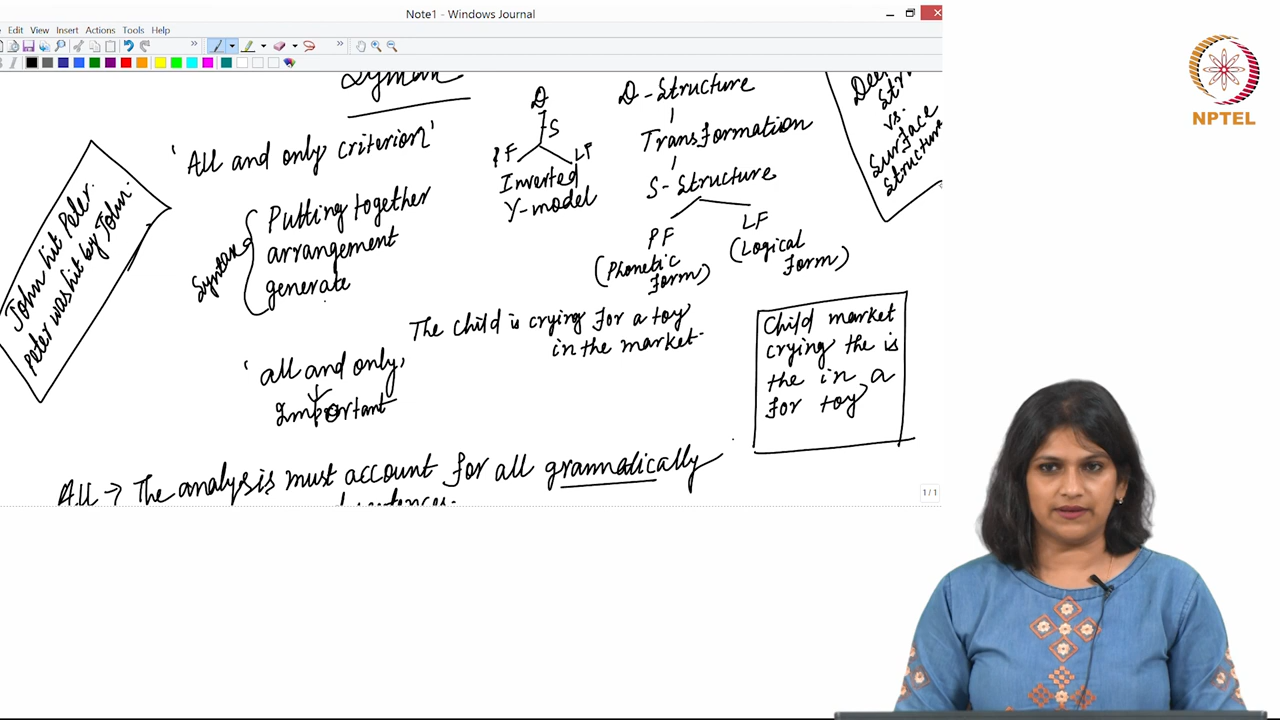 Note1 - Windows Journal
Edit View Insert Actions Tools Help
NPTEL
Syntax
'All and only criterion'
John hit Peter.
Peter was hit by John.
Syntax
Putting together
arrangement
generate
D
S
PF LF
Inverted
Y-model
D-Structure
Transformation
S-Structure
PF
(Phonetic
Form)
LF
(Logical
Form)
vs.
Surface
Structure
The child is crying for a toy
in the market.
Child market
crying the is
the in, a
for toy
'all and only,
Important
1/1
All → The analysis must account for all grammatically
sentences.